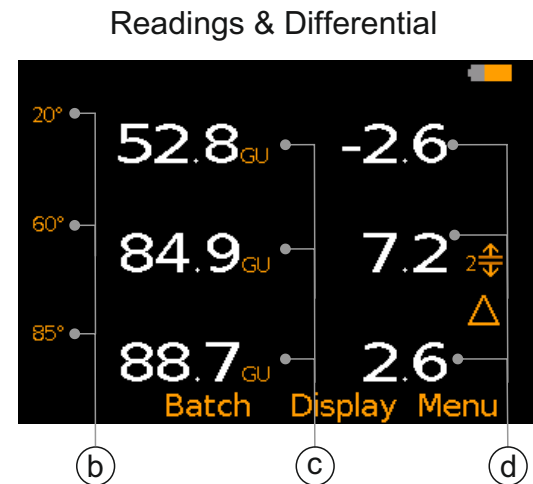 Readings & Differential
20°
52.8GU -2.6
60°
84.9GU 7.2 2
Δ
85°
88.7GU 2.6
Batch Display Menu
b c d